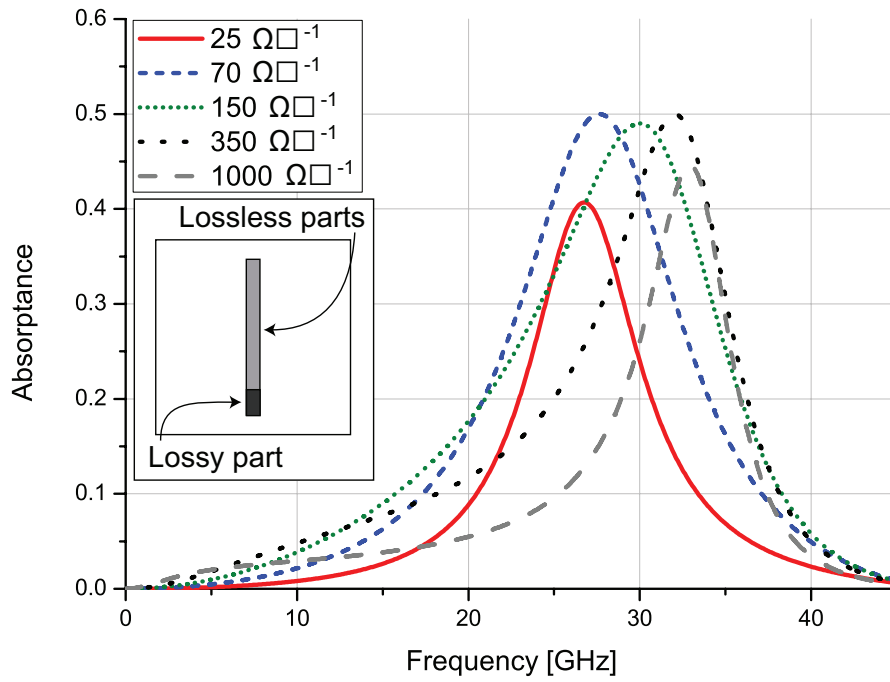 0.6
0.5
0.4
0.3
0.2
0.1
0.0
Absorptance
25 Ω□⁻¹
70 Ω□⁻¹
150 Ω□⁻¹
350 Ω□⁻¹
1000 Ω□⁻¹
Lossless parts
Lossy part
0 10 20 30 40
Frequency [GHz]